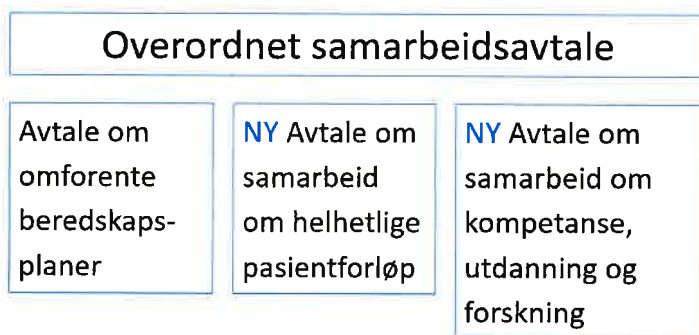 Overordnet samarbeidsavtale
Avtale om
omforente
beredskaps-
planer
NY Avtale om
samarbeid
om helhetlige
pasientforløp
NY Avtale om
samarbeid om
kompetanse,
utdanning og
forskning